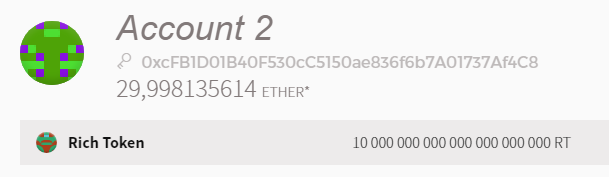 Account 2
0xcFB1D01B40F530cC5150ae836f6b7A01737Af4C8
29,998135614 ETHER*
Rich Token 10 000 000 000 000 000 000 000 RT